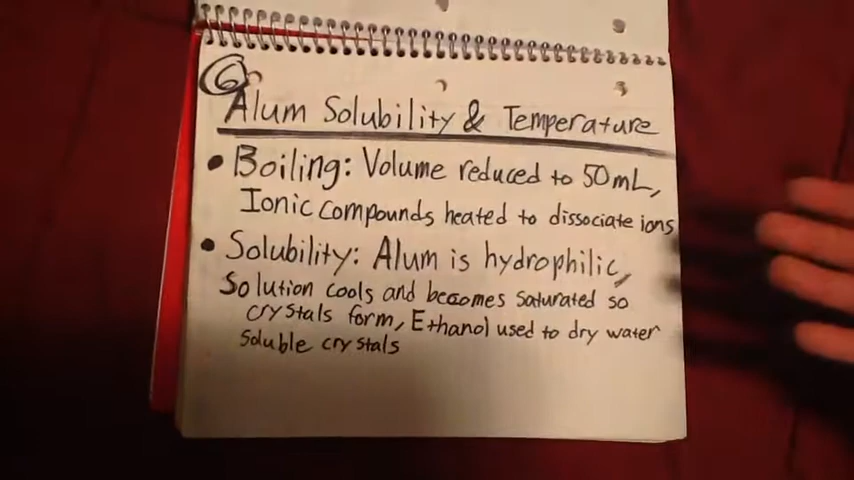 6
Alum Solubility & Temperature
• Boiling: Volume reduced to 50mL,
Ionic compounds heated to dissociate ions
• Solubility: Alum is hydrophilic,
Solution cools and becomes saturated so
crystals form, Ethanol used to dry water
soluble crystals